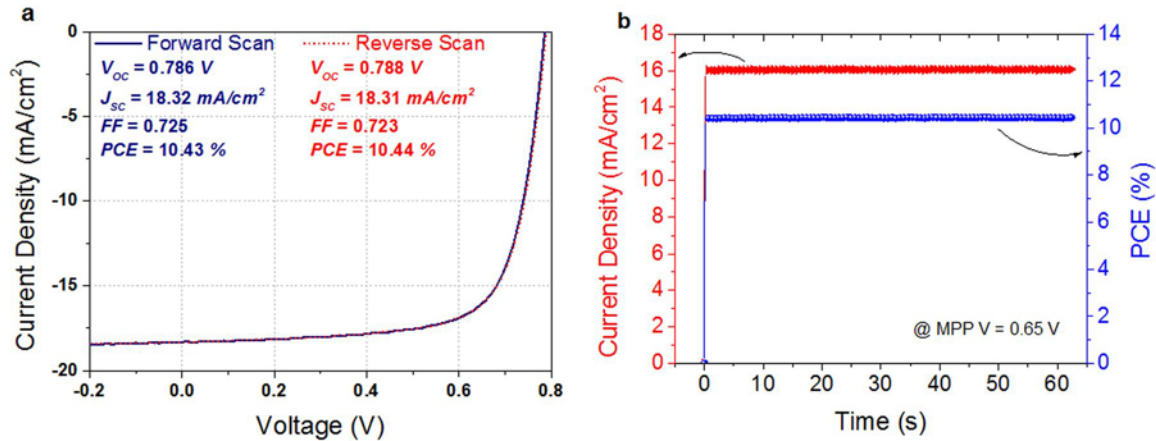 a
Forward Scan
V_OC = 0.786 V
J_SC = 18.32 mA/cm²
FF = 0.725
PCE = 10.43 %
Reverse Scan
V_OC = 0.788 V
J_SC = 18.31 mA/cm²
FF = 0.723
PCE = 10.44 %
Current Density (mA/cm²)
0
-5
-10
-15
-20
-0.2 0.0 0.2 0.4 0.6 0.8
Voltage (V)
b
Current Density (mA/cm²)
18
16
14
12
10
8
6
4
2
0
@ MPP V = 0.65 V
0 10 20 30 40 50 60
Time (s)
14
12
10
8
6
4
2
0
PCE (%)